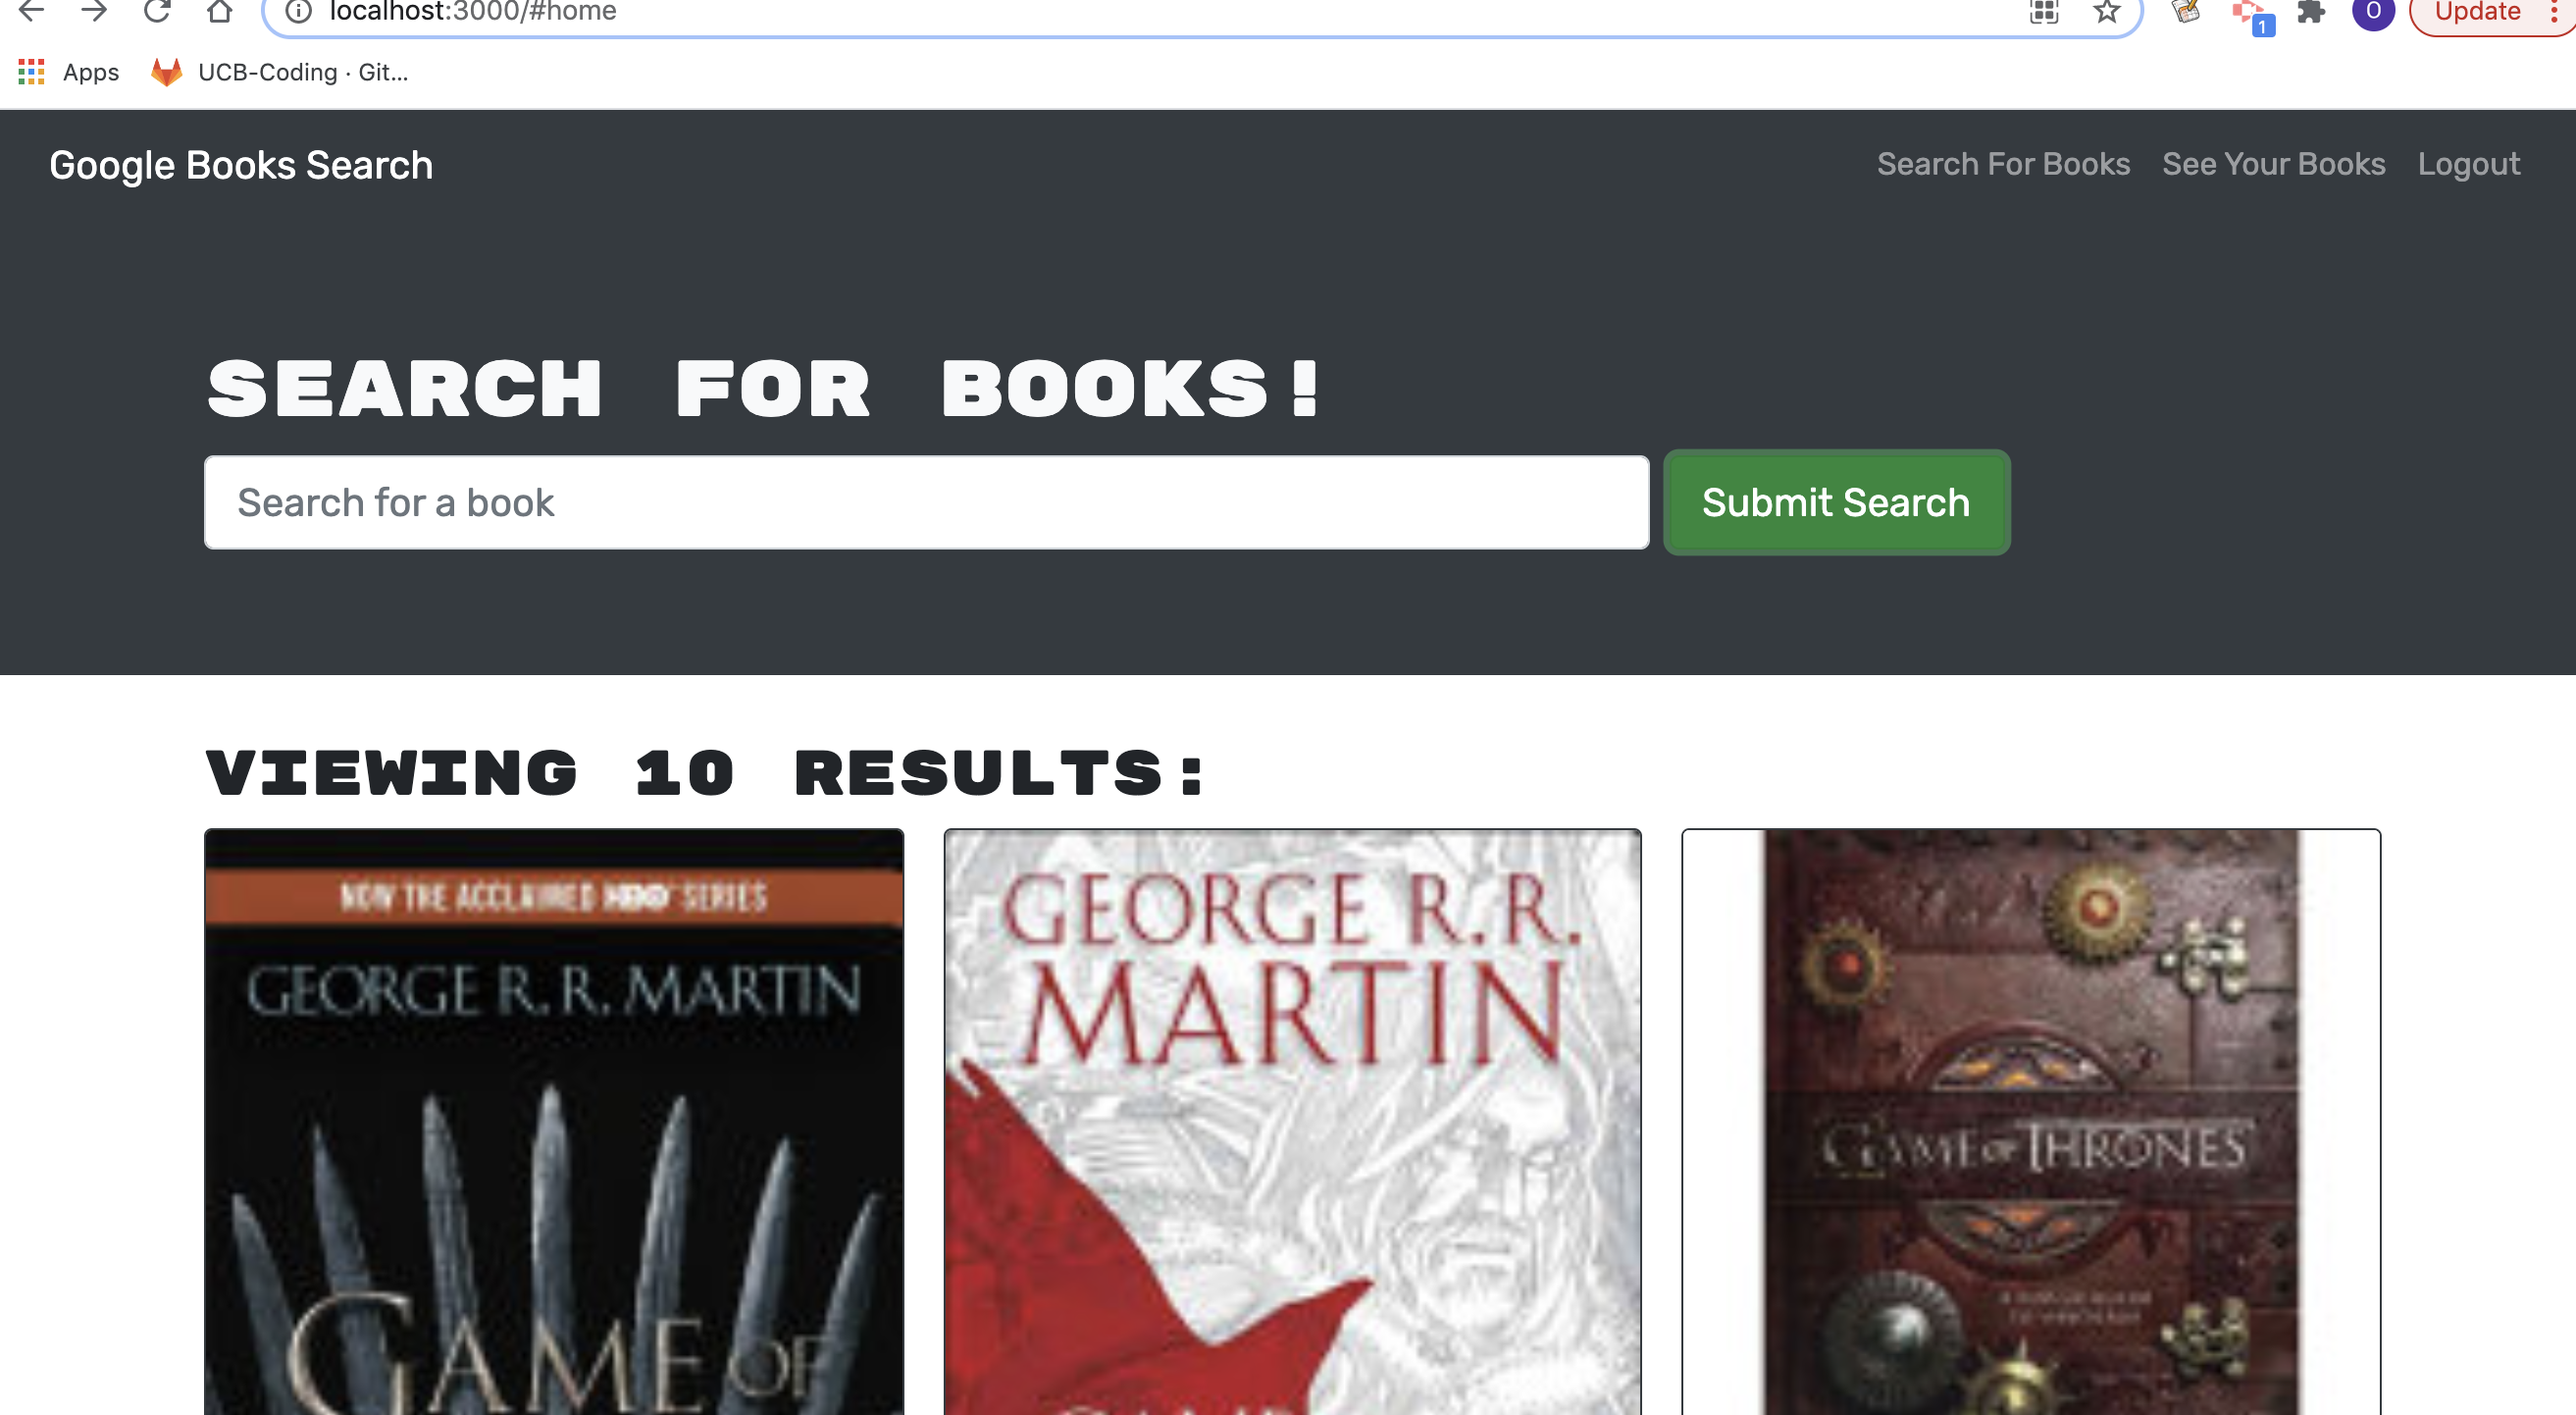 localhost:3000/#home
O
Update
1
Apps
UCB-Coding · Git...
Google Books Search
Search For Books
See Your Books
Logout
SEARCH FOR BOOKS!
Search for a book
Submit Search
VIEWING 10 RESULTS:
NOW THE ACCLAIMED HBO SERIES
GEORGE R. R. MARTIN
GAME OF
GEORGE R.R.
MARTIN
GAME OF THRONES